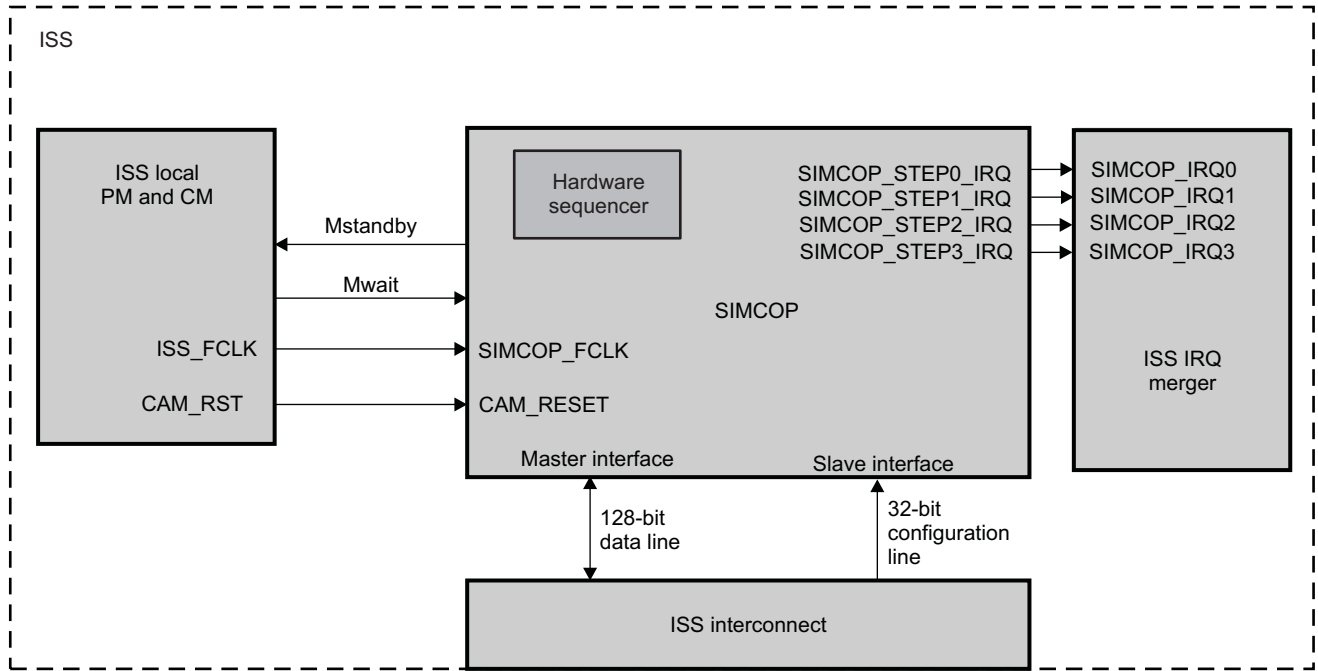 ISS
ISS local
PM and CM
Hardware
sequencer
SIMCOP_STEP0_IRQ
SIMCOP_STEP1_IRQ
SIMCOP_STEP2_IRQ
SIMCOP_STEP3_IRQ
SIMCOP_IRQ0
SIMCOP_IRQ1
SIMCOP_IRQ2
SIMCOP_IRQ3
Mstandby
Mwait
SIMCOP
ISS_FCLK
SIMCOP_FCLK
CAM_RST
CAM_RESET
ISS IRQ
merger
Master interface
Slave interface
128-bit
data line
32-bit
configuration
line
ISS interconnect